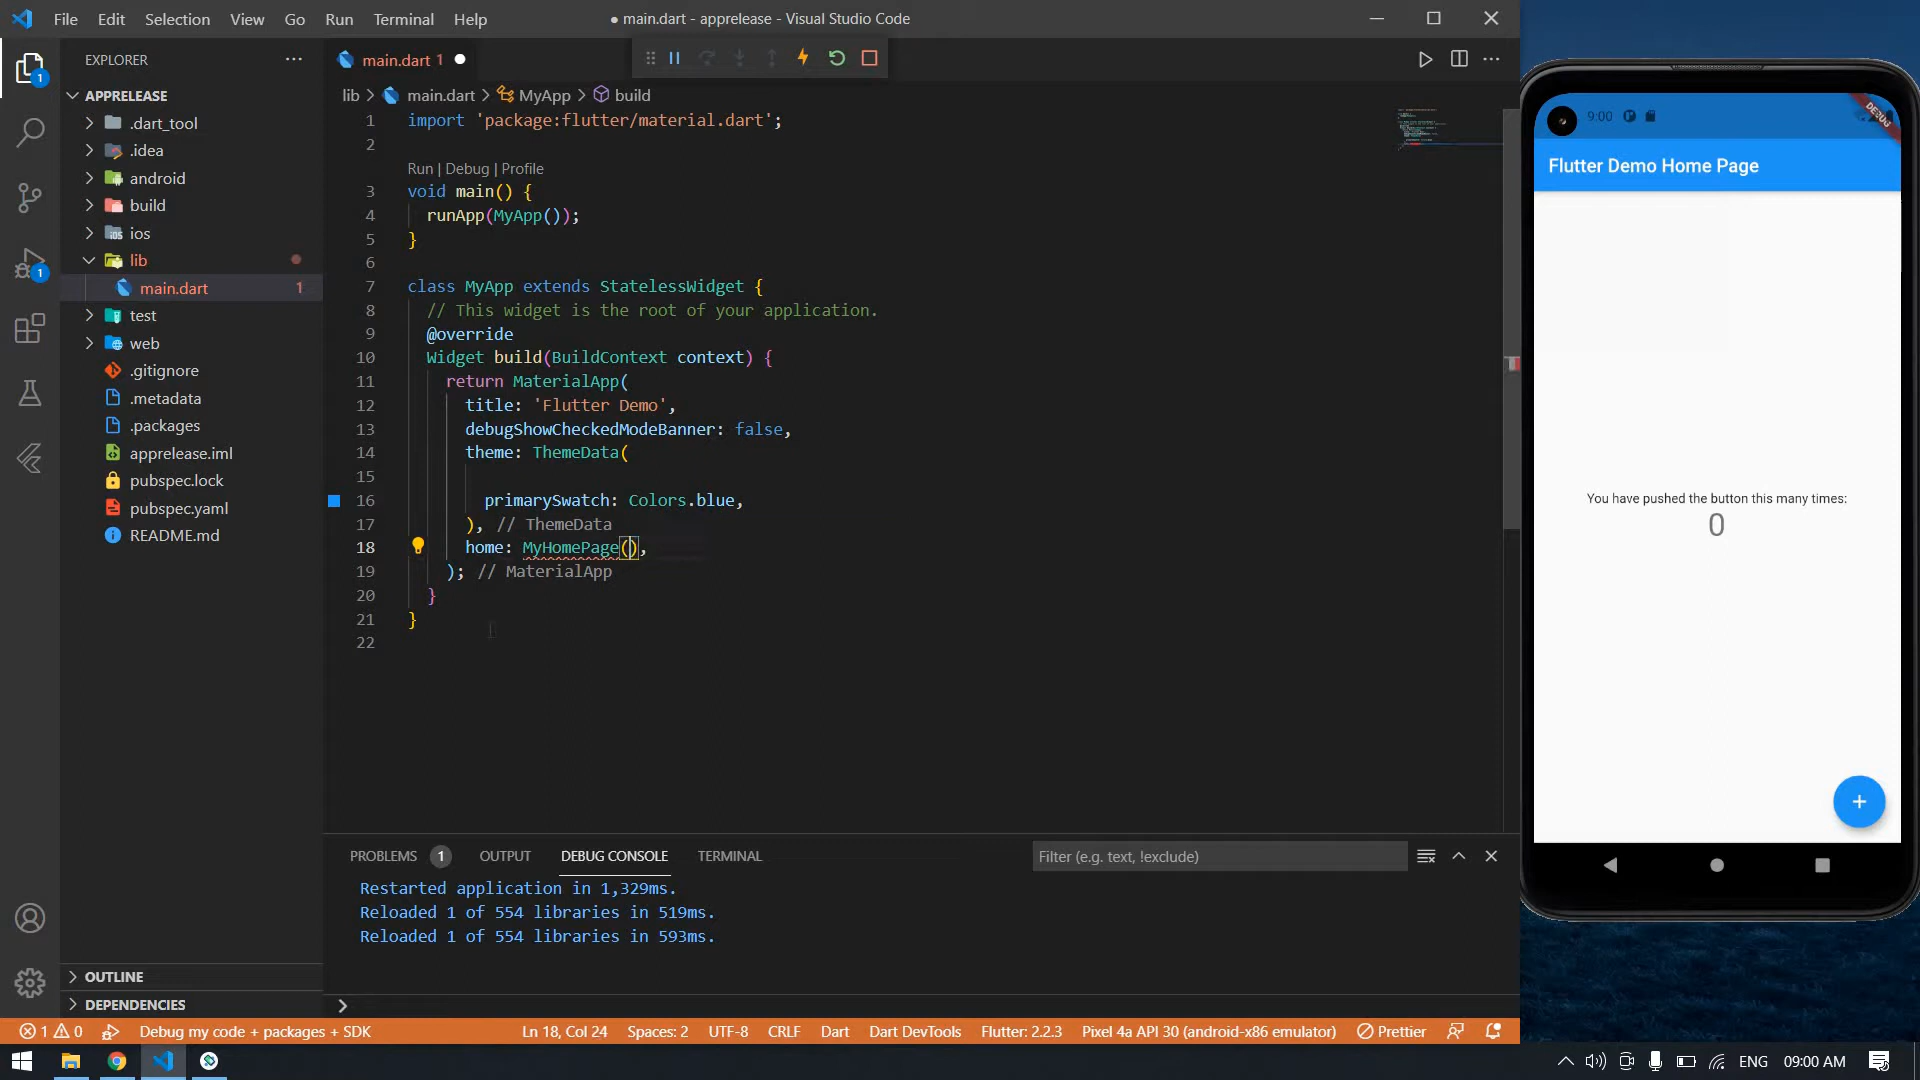 File Edit Selection View Go Run Terminal Help
● main.dart - apprelease - Visual Studio Code
EXPLORER
main.dart 1
APPRELEASE
.dart_tool
.idea
android
build
ios
lib
main.dart 1
test
web
.gitignore
.metadata
.packages
apprelease.iml
pubspec.lock
pubspec.yaml
README.md
OUTLINE
DEPENDENCIES
lib > main.dart > MyApp > build
1 import 'package:flutter/material.dart';
2
Run | Debug | Profile
3 void main() {
4 runApp(MyApp());
5 }
6
7 class MyApp extends StatelessWidget {
8 // This widget is the root of your application.
9 @override
10 Widget build(BuildContext context) {
11 return MaterialApp(
12 title: 'Flutter Demo',
13 debugShowCheckedModeBanner: false,
14 theme: ThemeData(
15
16 primarySwatch: Colors.blue,
17 ), // ThemeData
18 home: MyHomePage(),
19 ); // MaterialApp
20 }
21 }
22
PROBLEMS 1 OUTPUT DEBUG CONSOLE TERMINAL
Filter (e.g. text, !exclude)
Restarted application in 1,329ms.
Reloaded 1 of 554 libraries in 519ms.
Reloaded 1 of 554 libraries in 593ms.
1 0 Debug my code + packages + SDK
Ln 18, Col 24 Spaces: 2 UTF-8 CRLF Dart Dart DevTools Flutter: 2.2.3 Pixel 4a API 30 (android-x86 emulator) Prettier
9:00
DEBUG
Flutter Demo Home Page
You have pushed the button this many times:
0
ENG 09:00 AM